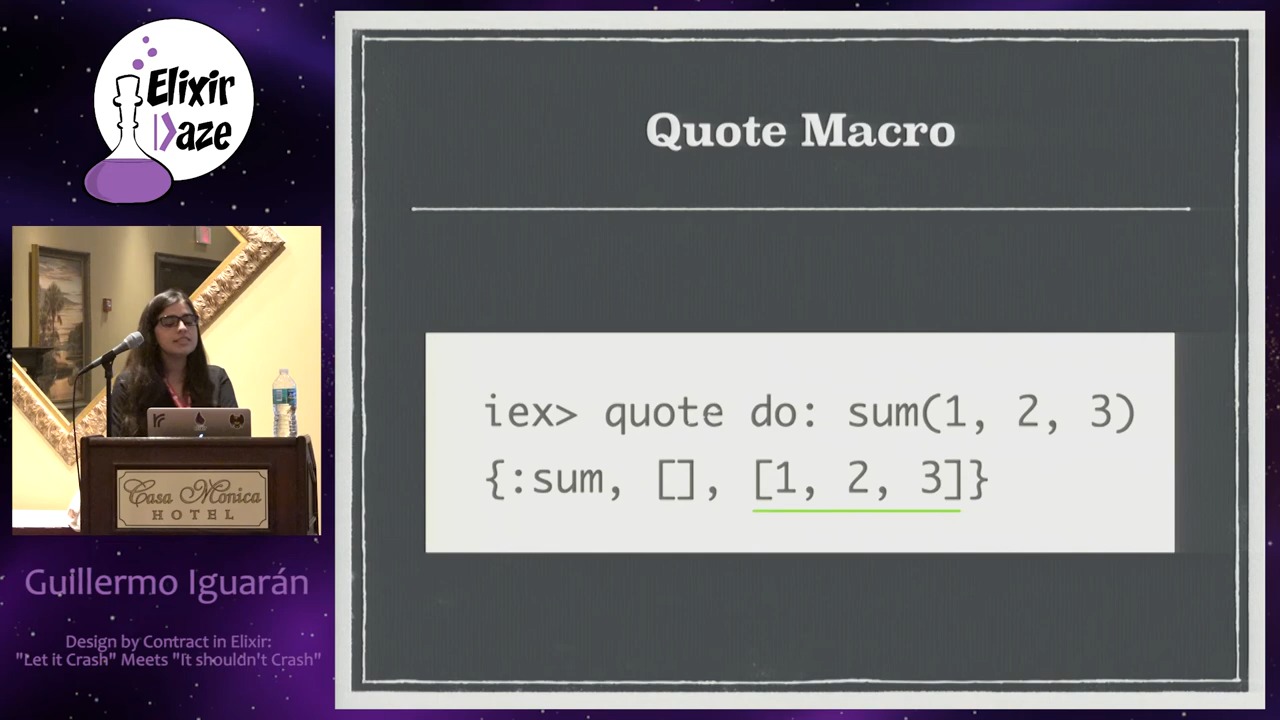 Elixir
Daze
Casa Monica
HOTEL
Guillermo Iguarán
Design by Contract in Elixir:
"Let it Crash" Meets "It shouldn't Crash"
Quote Macro
iex> quote do: sum(1, 2, 3)
{:sum, [], [1, 2, 3]}